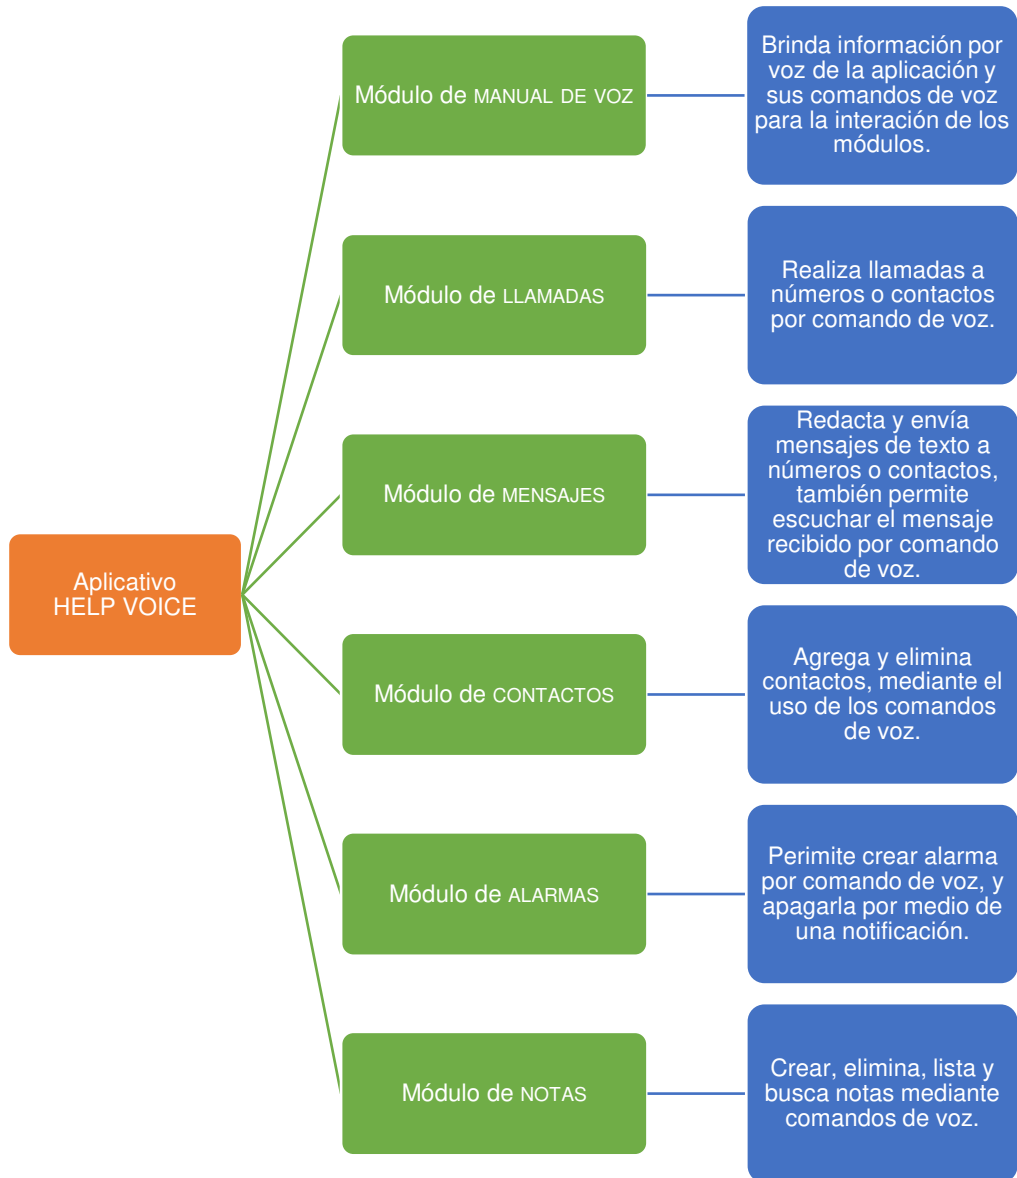 Módulo de MANUAL DE VOZ
Brinda información por
voz de la aplicación y
sus comandos de voz
para la interación de los
módulos.
Módulo de LLAMADAS
Realiza llamadas a
números o contactos
por comando de voz.
Módulo de MENSAJES
Redacta y envía
mensajes de texto a
números o contactos,
también permite
escuchar el mensaje
recibido por comando
de voz.
Aplicativo
HELP VOICE
Módulo de CONTACTOS
Agrega y elimina
contactos, mediante el
uso de los comandos
de voz.
Módulo de ALARMAS
Perimite crear alarma
por comando de voz, y
apagarla por medio de
una notificación.
Módulo de NOTAS
Crear, elimina, lista y
busca notas mediante
comandos de voz.